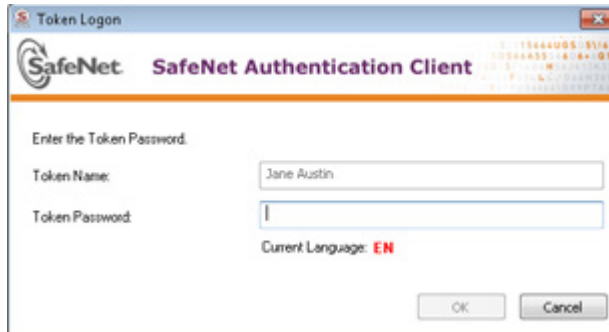 Token Logon
SafeNet. SafeNet Authentication Client
Enter the Token Password.
Token Name: Jane Austin
Token Password:
Current Language: EN
OK Cancel